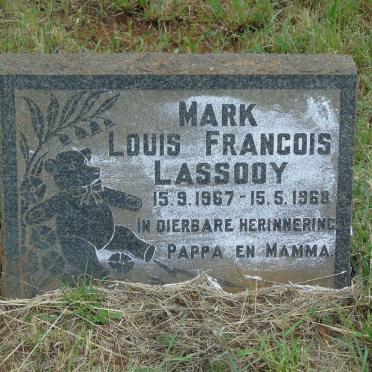 MARK
LOUIS FRANCOIS
LASSOOY
15.9.1967 - 15.5.1968
IN DIERBARE HERINNERING
PAPPA EN MAMMA